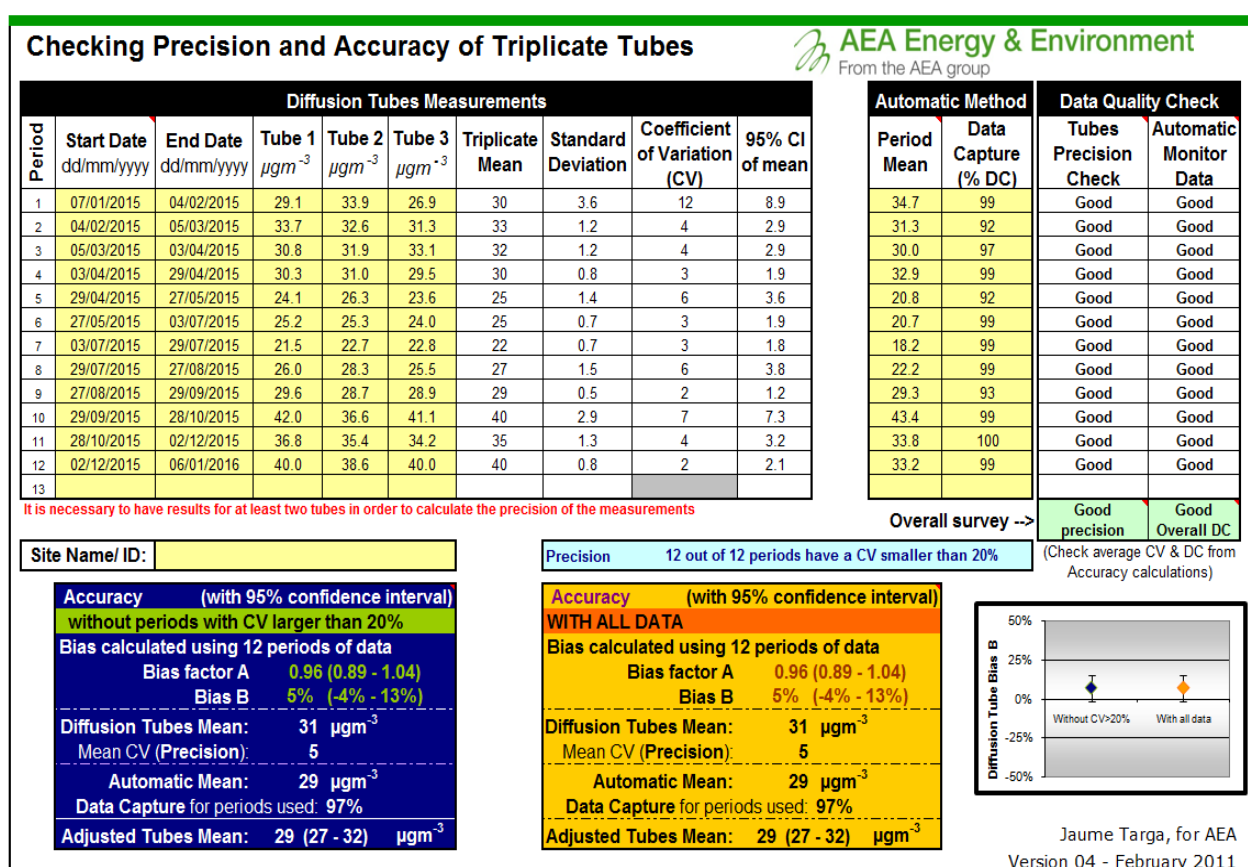 Checking Precision and Accuracy of Triplicate Tubes
AEA Energy & Environment
From the AEA group
Diffusion Tubes Measurements
Automatic Method
Data Quality Check
Period Start Date dd/mm/yyyy End Date dd/mm/yyyy Tube 1 µgm⁻³ Tube 2 µgm⁻³ Tube 3 µgm⁻³ Triplicate Mean Standard Deviation Coefficient of Variation (CV) 95% CI of mean Period Mean Data Capture (% DC) Tubes Precision Check Automatic Monitor Data
1 07/01/2015 04/02/2015 29.1 33.9 26.9 30 3.6 12 8.9 34.7 99 Good Good
2 04/02/2015 05/03/2015 33.7 32.6 31.3 33 1.2 4 2.9 31.3 92 Good Good
3 05/03/2015 03/04/2015 30.8 31.9 33.1 32 1.2 4 2.9 30.0 97 Good Good
4 03/04/2015 29/04/2015 30.3 31.0 29.5 30 0.8 3 1.9 32.9 99 Good Good
5 29/04/2015 27/05/2015 24.1 26.3 23.6 25 1.4 6 3.6 20.8 92 Good Good
6 27/05/2015 03/07/2015 25.2 25.3 24.0 25 0.7 3 1.9 20.7 99 Good Good
7 03/07/2015 29/07/2015 21.5 22.7 22.8 22 0.7 3 1.8 18.2 99 Good Good
8 29/07/2015 27/08/2015 26.0 28.3 25.5 27 1.5 6 3.8 22.2 99 Good Good
9 27/08/2015 29/09/2015 29.6 28.7 28.9 29 0.5 2 1.2 29.3 93 Good Good
10 29/09/2015 28/10/2015 42.0 36.6 41.1 40 2.9 7 7.3 43.4 99 Good Good
11 28/10/2015 02/12/2015 36.8 35.4 34.2 35 1.3 4 3.2 33.8 100 Good Good
12 02/12/2015 06/01/2016 40.0 38.6 40.0 40 0.8 2 2.1 33.2 99 Good Good
13
It is necessary to have results for at least two tubes in order to calculate the precision of the measurements
Overall survey --> Good precision Good Overall DC
(Check average CV & DC from
Accuracy calculations)
Site Name/ ID:
Precision 12 out of 12 periods have a CV smaller than 20%
Accuracy (with 95% confidence interval)
without periods with CV larger than 20%
Bias calculated using 12 periods of data
Bias factor A 0.96 (0.89 - 1.04)
Bias B 5% (-4% - 13%)
Diffusion Tubes Mean: 31 µgm⁻³
Mean CV (Precision): 5
Automatic Mean: 29 µgm⁻³
Data Capture for periods used: 97%
Adjusted Tubes Mean: 29 (27 - 32) µgm⁻³
Accuracy (with 95% confidence interval)
WITH ALL DATA
Bias calculated using 12 periods of data
Bias factor A 0.96 (0.89 - 1.04)
Bias B 5% (-4% - 13%)
Diffusion Tubes Mean: 31 µgm⁻³
Mean CV (Precision): 5
Automatic Mean: 29 µgm⁻³
Data Capture for periods used: 97%
Adjusted Tubes Mean: 29 (27 - 32) µgm⁻³
Diffusion Tube Bias B
50%
25%
0%
-25%
-50%
Without CV>20% With all data
Jaume Targa, for AEA
Version 04 - February 2011